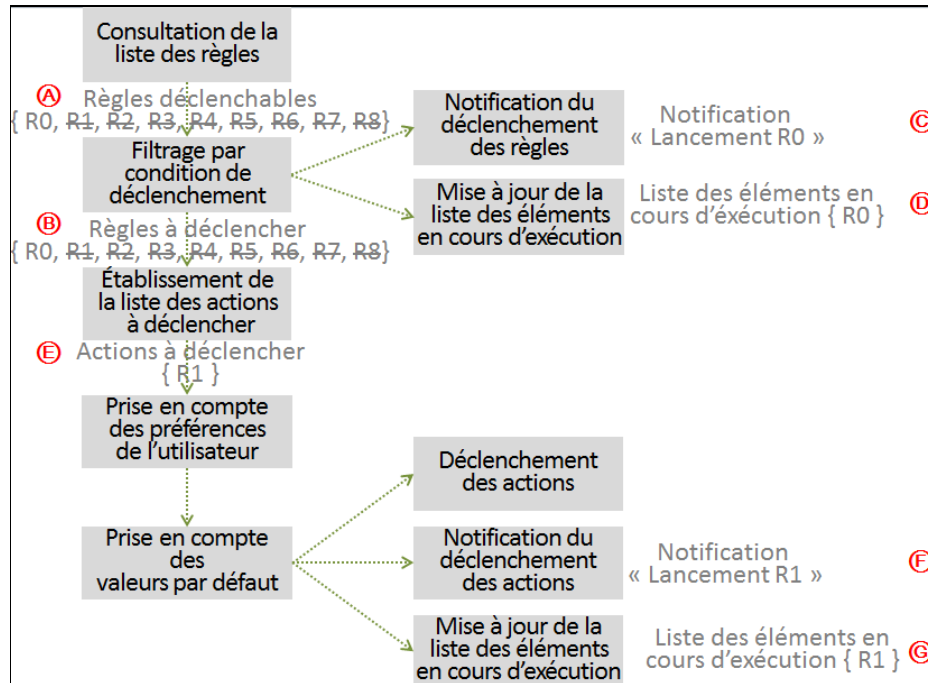 Consultation de la
liste des règles
A Règles déclenchables
{ R0, R1, R2, R3, R4, R5, R6, R7, R8}
Filtrage par
condition de
déclenchement
Notification du
déclenchement
des règles
Notification
« Lancement R0 »
C
Mise à jour de la
liste des éléments
en cours d'exécution
Liste des éléments en
cours d'éxécution { R0 }
D
B Règles à déclencher
{ R0, R1, R2, R3, R4, R5, R6, R7, R8}
Établissement de
la liste des actions
à déclencher
E Actions à déclencher
{ R1 }
Prise en compte
des préférences
de l'utilisateur
Déclenchement
des actions
Prise en compte
des
valeurs par défaut
Notification du
déclenchement
des actions
Notification
« Lancement R1 »
F
Mise à jour de la
liste des éléments
en cours d'exécution
Liste des éléments en
cours d'exécution { R1 }
G